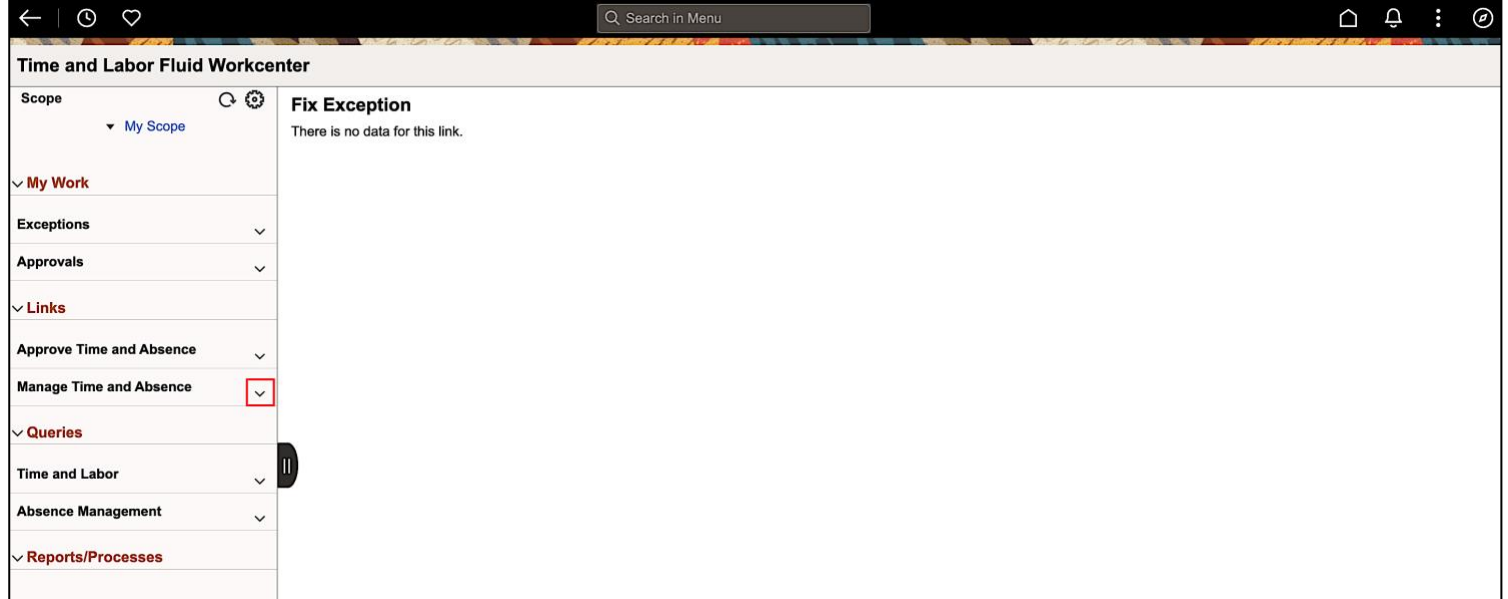 Search in Menu
Time and Labor Fluid Workcenter
Scope
My Scope
My Work
Exceptions
Approvals
Links
Approve Time and Absence
Manage Time and Absence
Queries
Time and Labor
Absence Management
Reports/Processes
Fix Exception
There is no data for this link.